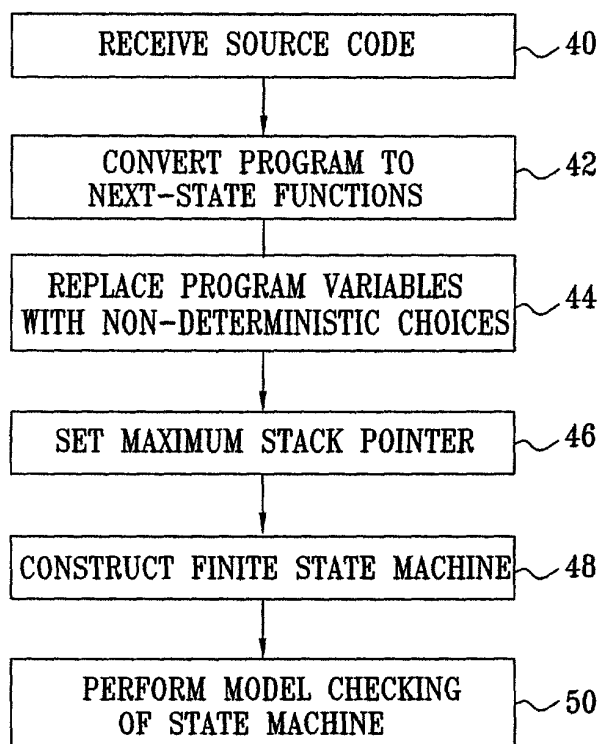 RECEIVE SOURCE CODE
40
CONVERT PROGRAM TO
NEXT-STATE FUNCTIONS
42
REPLACE PROGRAM VARIABLES
WITH NON-DETERMINISTIC CHOICES
44
SET MAXIMUM STACK POINTER
46
CONSTRUCT FINITE STATE MACHINE
48
PERFORM MODEL CHECKING
OF STATE MACHINE
50